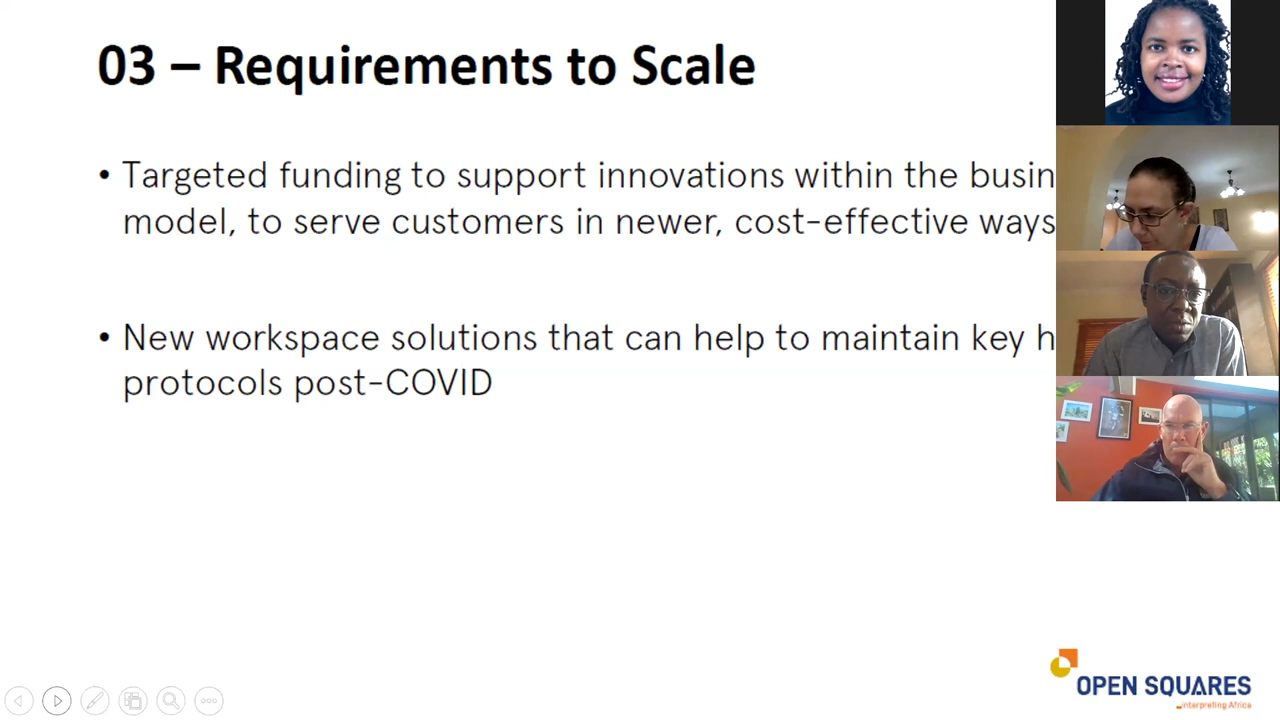 03 – Requirements to Scale
• Targeted funding to support innovations within the busin
model, to serve customers in newer, cost-effective ways
• New workspace solutions that can help to maintain key h
protocols post-COVID
OPEN SQUARES
Interpreting Africa